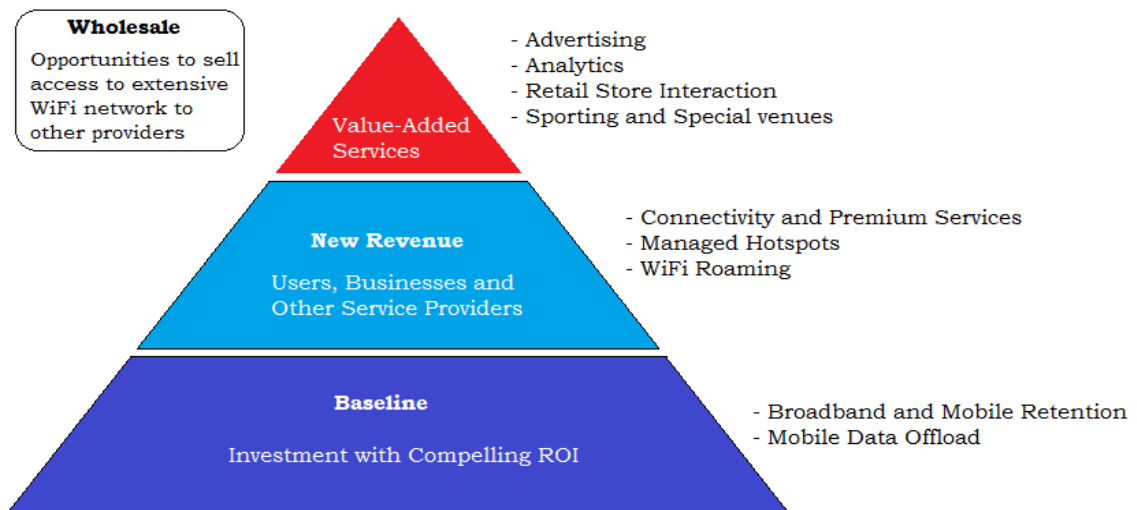 Wholesale
Opportunities to sell
access to extensive
WiFi network to
other providers
Value-Added
Services
- Advertising
- Analytics
- Retail Store Interaction
- Sporting and Special venues
New Revenue
Users, Businesses and
Other Service Providers
- Connectivity and Premium Services
- Managed Hotspots
- WiFi Roaming
Baseline
Investment with Compelling ROI
- Broadband and Mobile Retention
- Mobile Data Offload